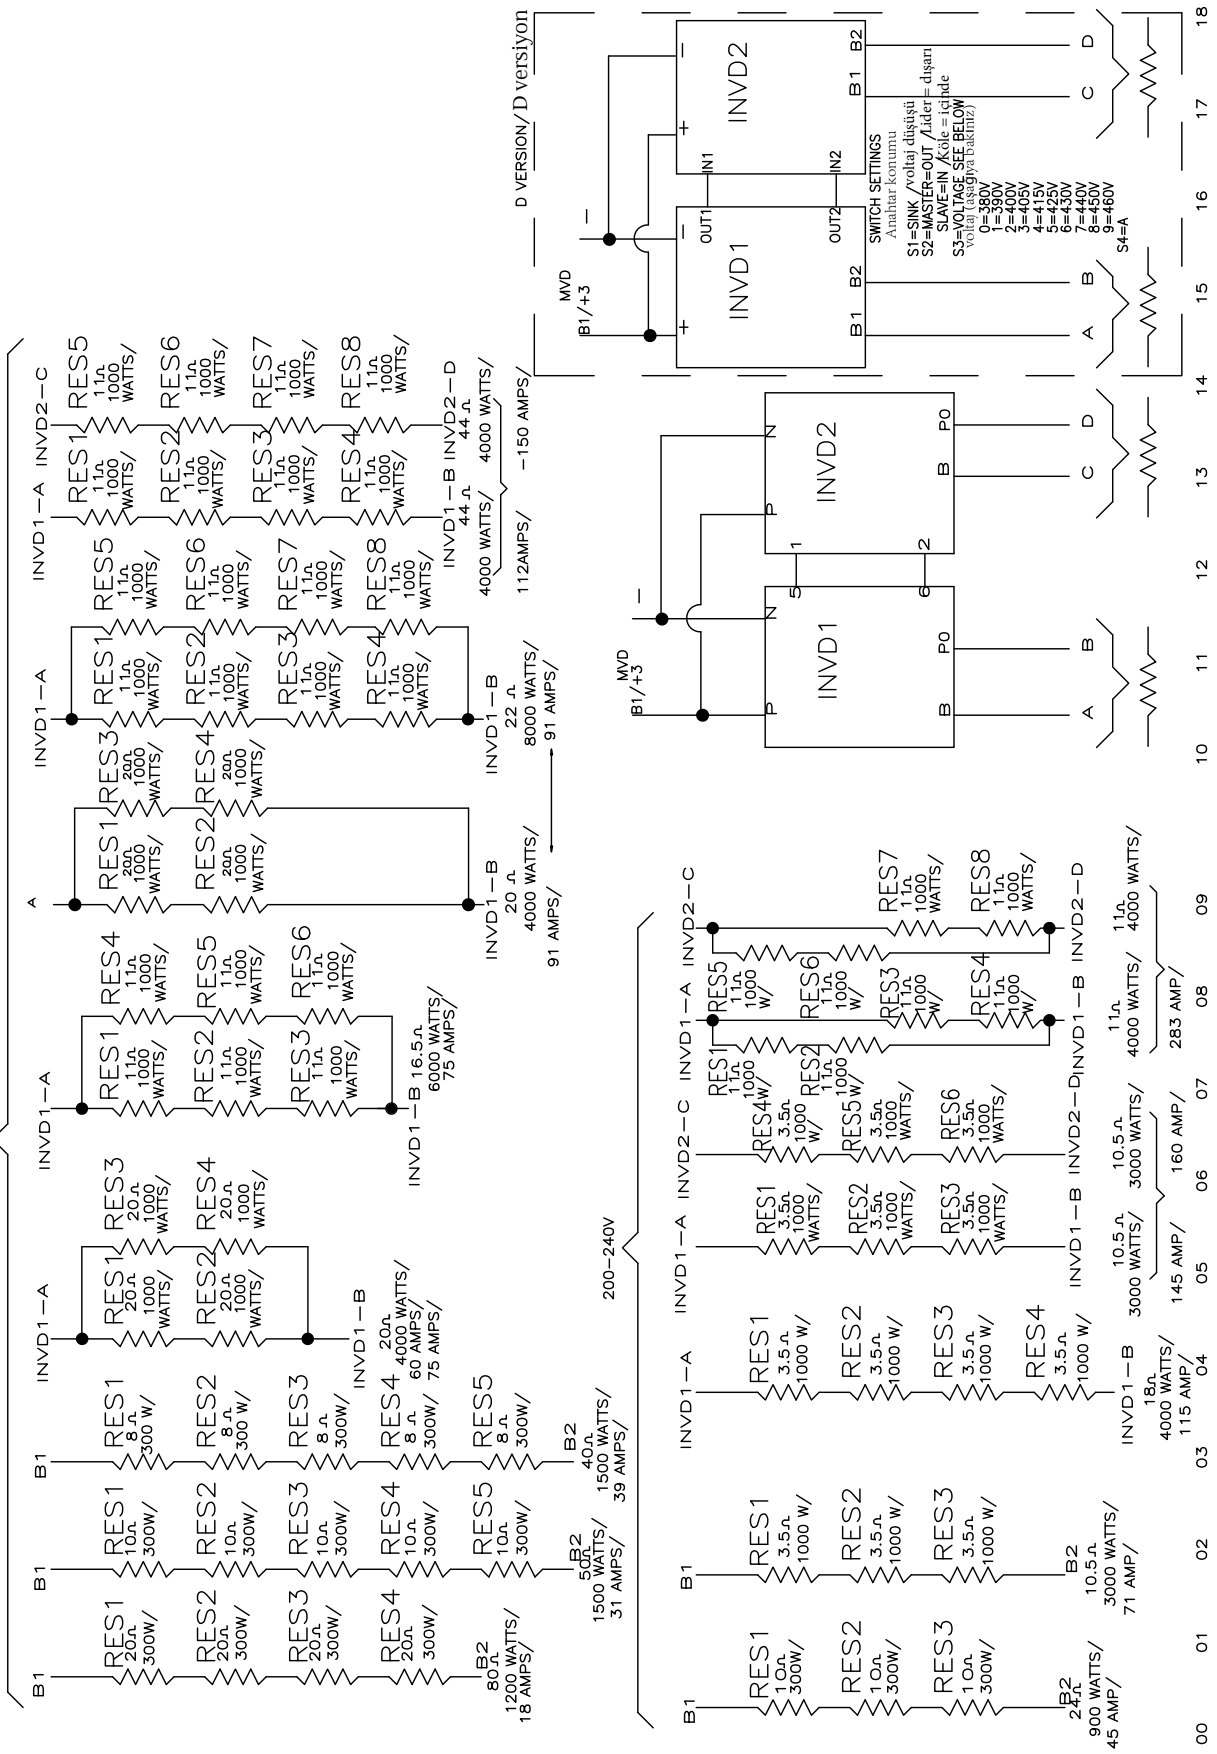 B1
RES1
20Ω
300W/
RES2
20Ω
300W/
RES3
20Ω
300W/
RES4
20Ω
300W/
B2
80Ω
1200 WATTS/
18 AMPS/
B1
RES1
10Ω
300W/
RES2
10Ω
300W/
RES3
10Ω
300W/
RES4
10Ω
300W/
RES5
10Ω
300W/
B2
50Ω
1500 WATTS/
31 AMPS/
B1
RES1
8Ω
300 W/
RES2
8Ω
300 W/
RES3
8Ω
300W/
RES4
8Ω
300W/
RES5
8Ω
300W/
B2
40Ω
1500 WATTS/
39 AMPS/
INVD1-A
RES1
20Ω
1000
WATTS/
RES2
20Ω
1000
WATTS/
RES3
20Ω
1000
WATTS/
RES4
20Ω
1000
WATTS/
INVD1-B
20Ω
4000 WATTS/
60 AMPS/
75 AMPS/
INVD1-A
RES1
11Ω
1000
WATTS/
RES2
11Ω
1000
WATTS/
RES3
11Ω
1000
WATTS/
RES4
11Ω
1000
WATTS/
RES5
11Ω
1000
WATTS/
RES6
11Ω
1000
WATTS/
INVD1-B
16.5Ω
6000 WATTS/
75 AMPS/
A
RES1
20Ω
1000
WATTS/
RES2
20Ω
1000
WATTS/
RES3
20Ω
1000
WATTS/
RES4
20Ω
1000
WATTS/
INVD1-B
20 Ω
4000 WATTS/
91 AMPS/
INVD1-A
RES1
11Ω
1000
WATTS/
RES2
11Ω
1000
WATTS/
RES3
11Ω
1000
WATTS/
RES4
11Ω
1000
WATTS/
RES5
11Ω
1000
WATTS/
RES6
11Ω
1000
WATTS/
RES7
11Ω
1000
WATTS/
RES8
11Ω
1000
WATTS/
INVD1-B
22 Ω
8000 WATTS/
91 AMPS/
INVD1-A
RES1
11Ω
1000
WATTS/
RES2
11Ω
1000
WATTS/
RES3
11Ω
1000
WATTS/
RES4
11Ω
1000
WATTS/
INVD1-B
44 Ω
4000 WATTS/
112AMPS/
INVD2-C
RES5
11Ω
1000
WATTS/
RES6
11Ω
1000
WATTS/
RES7
11Ω
1000
WATTS/
RES8
11Ω
1000
WATTS/
INVD2-D
44 Ω
4000 WATTS/
-150 AMPS/
200-240V
B1
RES1
10Ω
300W/
RES2
10Ω
300W/
RES3
10Ω
300W/
B2
24Ω
900 WATTS/
45 AMP/
B1
RES1
3.5Ω
1000 W/
RES2
3.5Ω
1000 W/
RES3
3.5Ω
1000 W/
B2
10.5Ω
3000 WATTS/
71 AMP/
INVD1-A
RES1
3.5Ω
1000 W/
RES2
3.5Ω
1000 W/
RES3
3.5Ω
1000 W/
RES4
3.5Ω
1000 W/
INVD1-B
18Ω
4000 WATTS/
115 AMP/
INVD1-A
RES1
3.5Ω
1000
WATTS/
RES2
3.5Ω
1000
WATTS/
RES3
3.5Ω
1000
WATTS/
INVD1-B
10.5Ω
3000 WATTS/
145 AMP/
INVD2-C
RES4
3.5Ω
1000
W/
RES5
3.5Ω
1000
WATTS/
RES6
3.5Ω
1000
WATTS/
INVD2-D
10.5Ω
3000 WATTS/
160 AMP/
INVD1-A
RES1
11Ω
1000
W/
RES2
11Ω
1000
W/
RES3
11Ω
1000
W/
RES4
11Ω
1000
W/
INVD1-B
11Ω
4000 WATTS/
INVD2-C
RES5
11Ω
1000
W/
RES6
11Ω
1000
W/
RES7
11Ω
1000
WATTS/
RES8
11Ω
1000
WATTS/
INVD2-D
11Ω
4000 WATTS/
283 AMP/
MVD
B1/+3
−
P
N
INVD1
5
6
B
P0
A
B
P
N
INVD2
1
2
B
P0
C
D
D VERSION/ D versiyon
MVD
B1/+3
−
+
−
INVD1
OUT1
OUT2
B1
B2
A
B
+
−
INVD2
IN1
IN2
B1
B2
C
D
SWITCH SETTINGS
Anahtar konumu
S1=SINK /voltaj düşüşü
S2=MASTER=OUT /Lider = dışarı
SLAVE=IN /Köle = içinde
S3=VOLTAGE SEE BELOW
voltaj (aşağıya bakınız)
0=380V
1=390V
2=400V
3=405V
4=415V
5=425V
6=430V
7=440V
8=450V
9=460V
S4=A
00 01 02 03 04 05 06 07 08 09 10 11 12 13 14 15 16 17 18